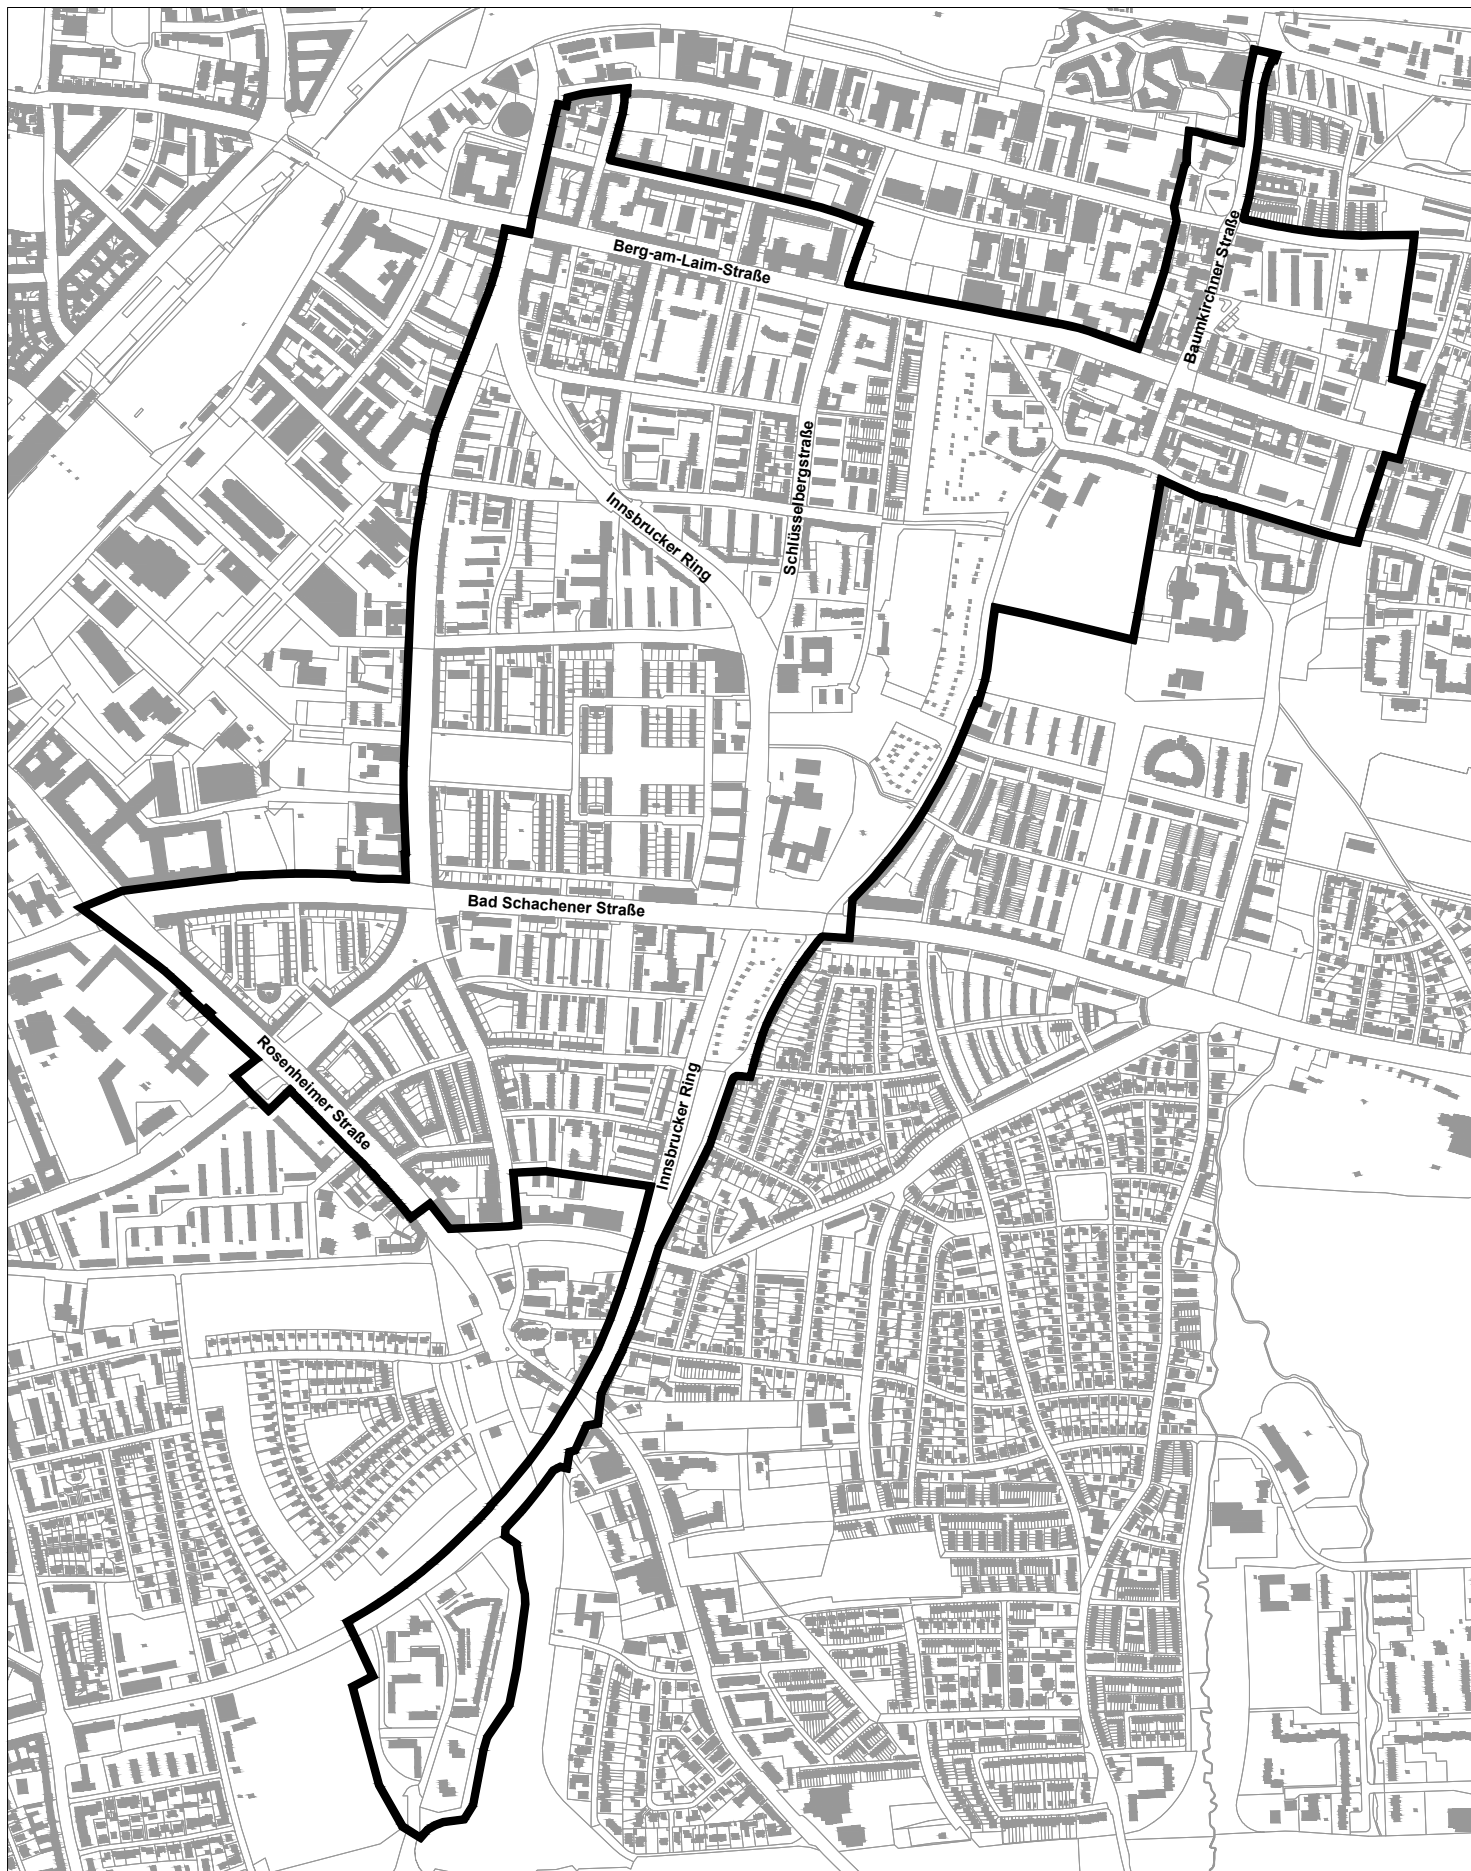 Berg-am-Laim-Straße
Baumkirchner Straße
Schlüsselbergstraße
Innsbrucker Ring
Bad Schachener Straße
Rosenheimer Straße
Innsbrucker Ring